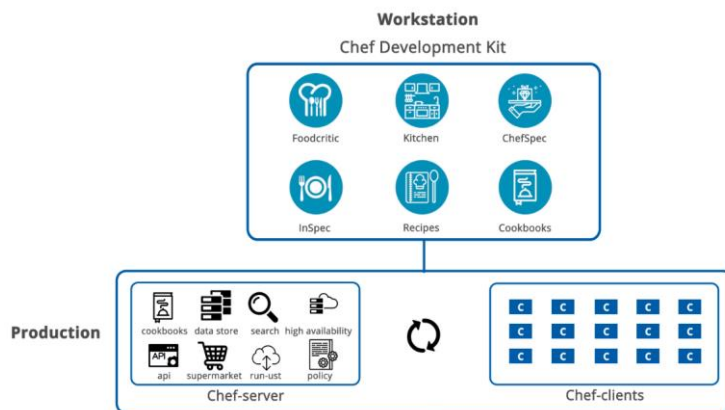 Workstation
Chef Development Kit
Foodcritic Kitchen ChefSpec
InSpec Recipes Cookbooks
Production
cookbooks data store search high availability
API
api supermarket run-ust policy
Chef-server
C C C C C
C C C C C
C C C C C
Chef-clients